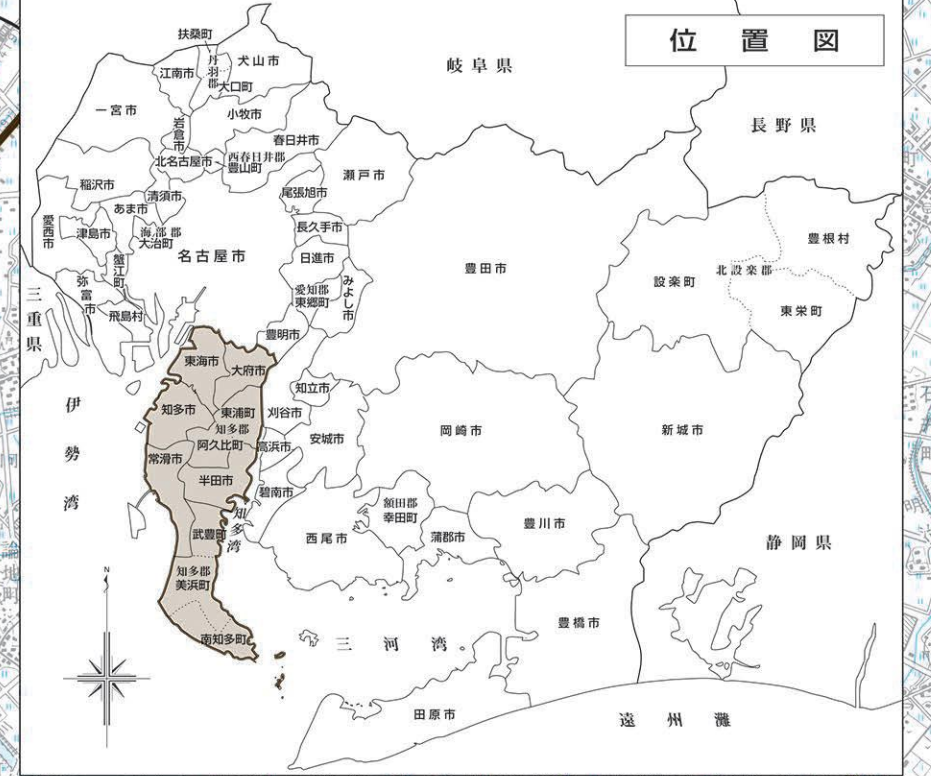 位置図
岐阜県
長野県
静岡県
三重県
伊勢湾
知多湾
三河湾
遠州灘
扶桑町
丹羽郡
犬山市
江南市
大口町
一宮市
小牧市
岩倉市
春日井市
北名古屋市
西春日井郡
豊山町
瀬戸市
稲沢市
清須市
尾張旭市
あま市
愛西市
津島市
海部郡
大治町
長久手市
名古屋市
蟹江町
日進市
弥富市
飛島村
愛知郡
東郷町
みよし市
豊田市
豊明市
設楽町
北設楽郡
豊根村
東栄町
東海市
大府市
知立市
知多市
東浦町
刈谷市
知多郡
阿久比町
高浜市
安城市
岡崎市
新城市
常滑市
半田市
碧南市
武豊町
西尾市
額田郡
幸田町
蒲郡市
豊川市
知多郡
美浜町
南知多町
豊橋市
田原市
N